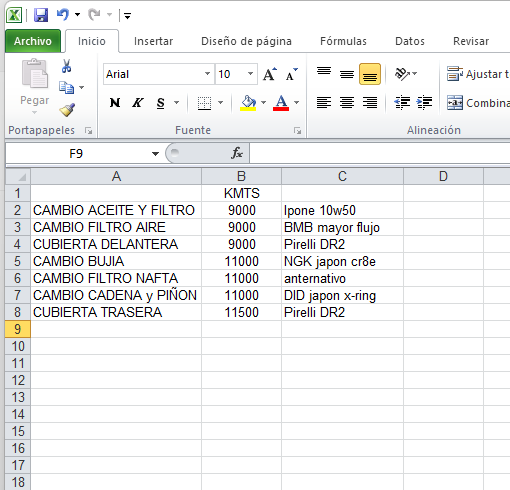 Archivo Inicio Insertar Diseño de página Fórmulas Datos Revisar
Pegar
Arial 10 A A
N K S
Ajustar t
Combina
Portapapeles Fuente Alineación
F9 fx
A B C D
1 KMTS
2 CAMBIO ACEITE Y FILTRO 9000 Ipone 10w50
3 CAMBIO FILTRO AIRE 9000 BMB mayor flujo
4 CUBIERTA DELANTERA 9000 Pirelli DR2
5 CAMBIO BUJIA 11000 NGK japon cr8e
6 CAMBIO FILTRO NAFTA 11000 anternativo
7 CAMBIO CADENA y PIÑON 11000 DID japon x-ring
8 CUBIERTA TRASERA 11500 Pirelli DR2
9
10
11
12
13
14
15
16
17
18